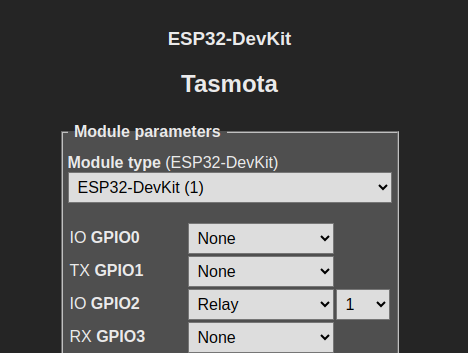 ESP32-DevKit
Tasmota
Module parameters
Module type (ESP32-DevKit)
ESP32-DevKit (1)
IO GPIO0 None
TX GPIO1 None
IO GPIO2 Relay 1
RX GPIO3 None